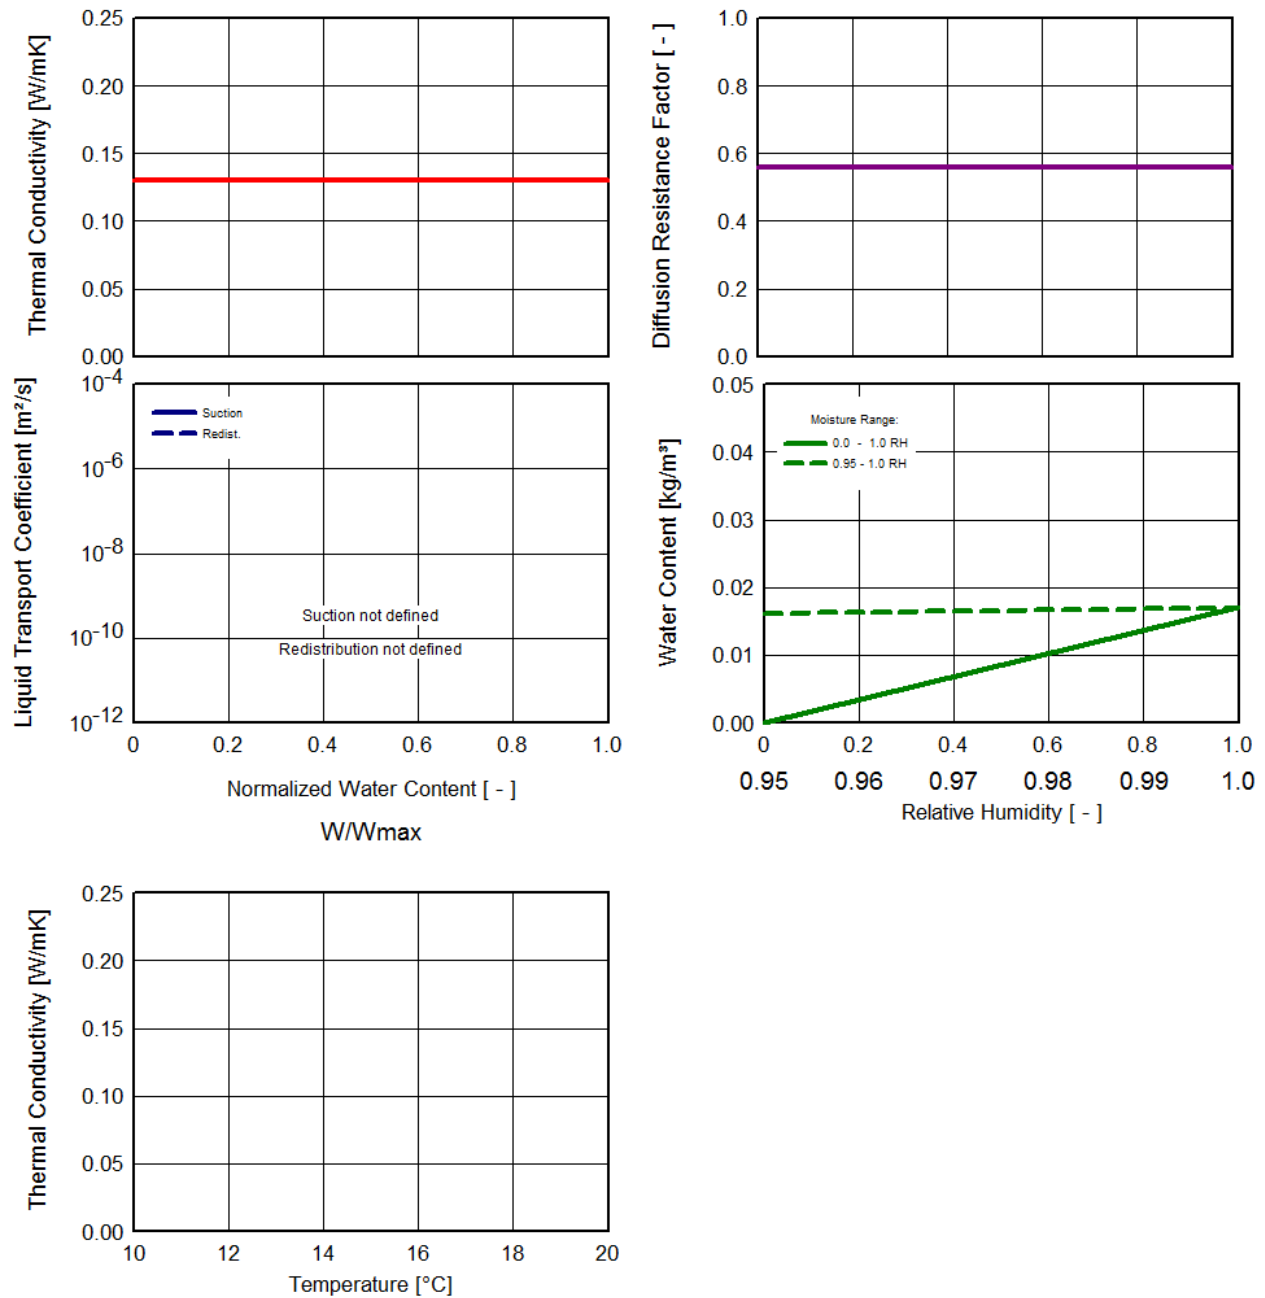 Thermal Conductivity [W/mK]
0.25
0.20
0.15
0.10
0.05
0.00
Diffusion Resistance Factor [ - ]
1.0
0.8
0.6
0.4
0.2
0.0
Liquid Transport Coefficient [m²/s]
10⁻⁴
10⁻⁶
10⁻⁸
10⁻¹⁰
10⁻¹²
Suction
Redist.
Suction not defined
Redistribution not defined
0 0.2 0.4 0.6 0.8 1.0
Normalized Water Content [ - ]
W/Wmax
Water Content [kg/m³]
0.05
0.04
0.03
0.02
0.01
0.00
Moisture Range:
0.0 - 1.0 RH
0.95 - 1.0 RH
0 0.2 0.4 0.6 0.8 1.0
0.95 0.96 0.97 0.98 0.99 1.0
Relative Humidity [ - ]
Thermal Conductivity [W/mK]
0.25
0.20
0.15
0.10
0.05
0.00
10 12 14 16 18 20
Temperature [°C]